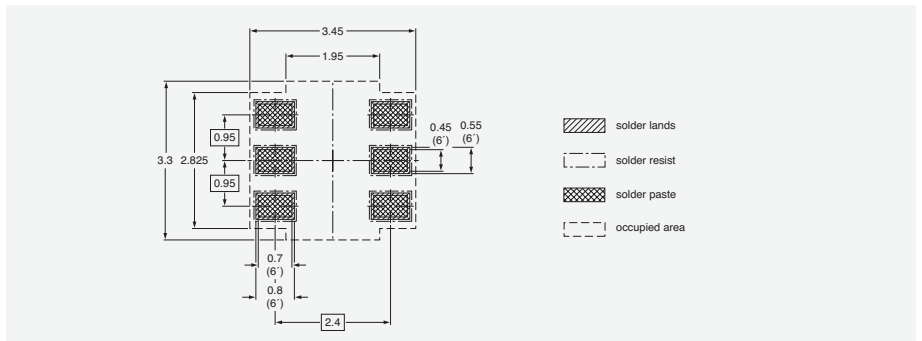 3.45
1.95
0.95
0.45 (6´)
0.55 (6´)
3.3
2.825
0.95
0.7 (6´)
0.8 (6´)
2.4
solder lands
solder resist
solder paste
occupied area